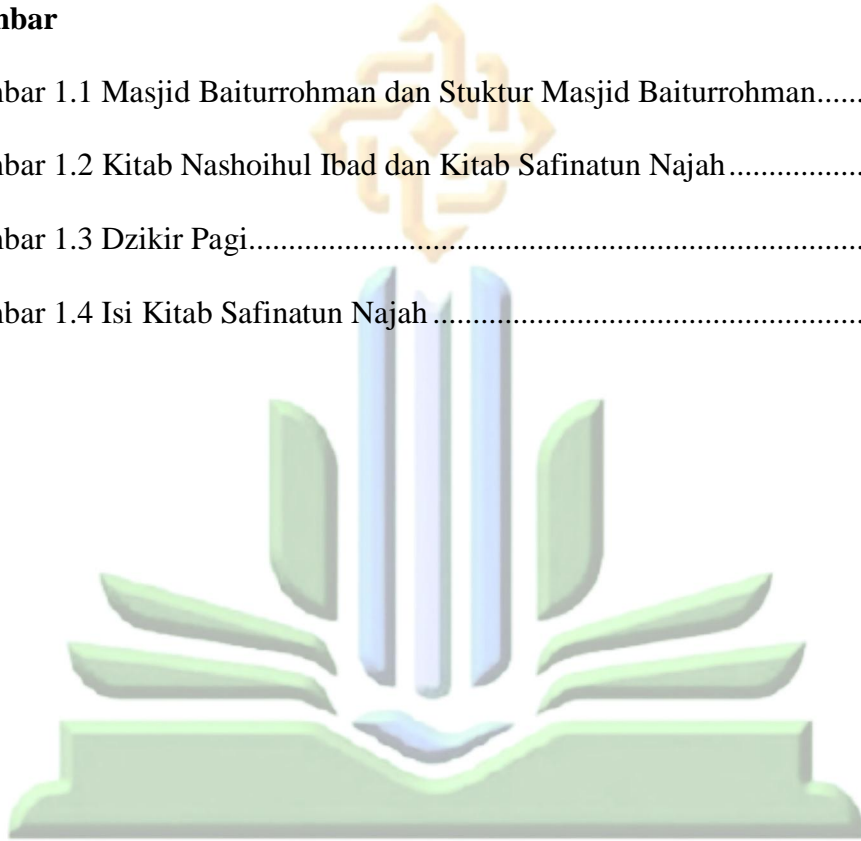 mbar
mbar 1.1 Masjid Baiturrohman dan Stuktur Masjid Baiturrohman......
mbar 1.2 Kitab Nashoihul Ibad dan Kitab Safinatun Najah.................
mbar 1.3 Dzikir Pagi.............................................................................
mbar 1.4 Isi Kitab Safinatun Najah......................................................